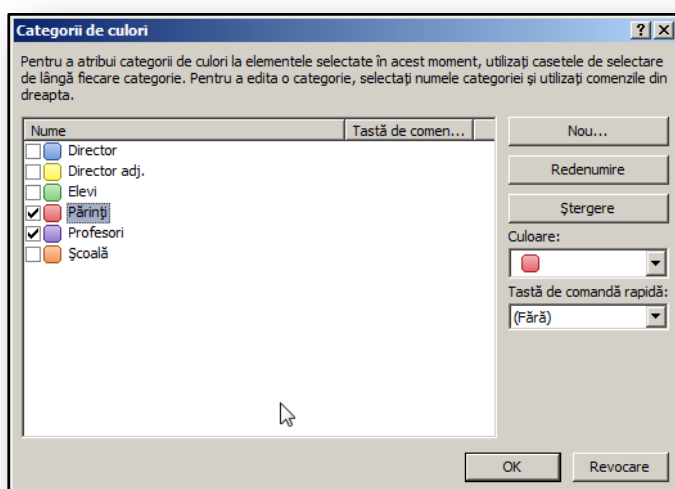 Categorii de culori
Pentru a atribui categorii de culori la elementele selectate în acest moment, utilizați casetele de selectare
de lângă fiecare categorie. Pentru a edita o categorie, selectați numele categoriei și utilizați comenzile din
dreapta.
Nume
Tastă de comen...
Director
Director adj.
Elevi
Părinți
Profesori
Școală
Nou...
Redenumire
Ștergere
Culoare:
Tastă de comandă rapidă:
(Fără)
OK
Revocare